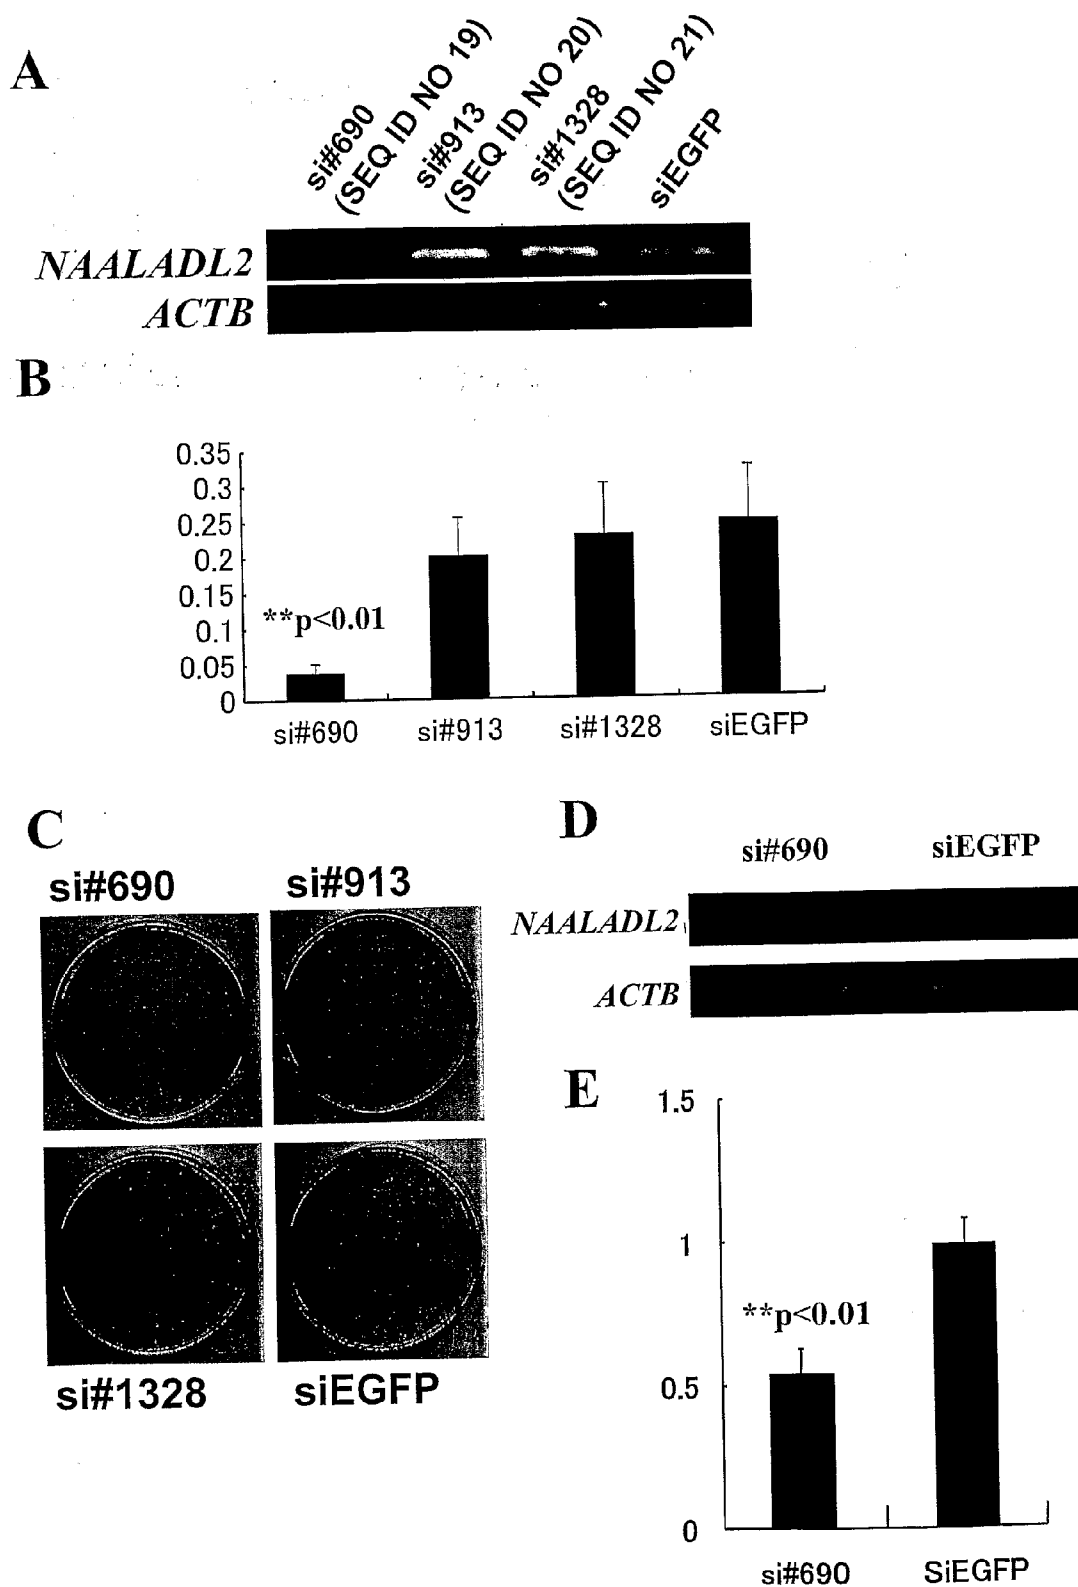 A
si#690
(SEQ ID NO 19)
si#913
(SEQ ID NO 20)
si#1328
(SEQ ID NO 21)
siEGFP
NAALADL2
ACTB
B
0.35
0.3
0.25
0.2
0.15
0.1
0.05
0
**p<0.01
si#690
si#913
si#1328
siEGFP
C
si#690
si#913
si#1328
siEGFP
D
si#690
siEGFP
NAALADL2
ACTB
E
1.5
1
0.5
0
**p<0.01
si#690
SiEGFP